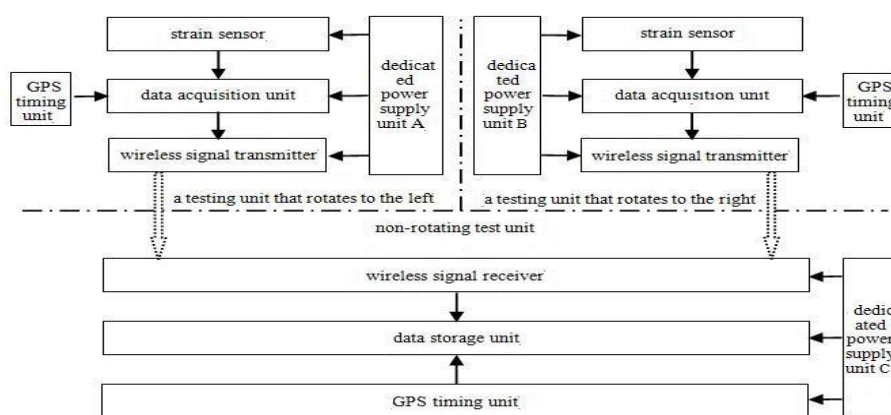 strain sensor
dedicat
ed
power
supply
unit A
GPS
timing
unit
data acquisition unit
wireless signal transmitter
a testing unit that rotates to the left
strain sensor
dedica
ted
power
supply
unit B
data acquisition unit
GPS
timing
unit
wireless signal transmitter
a testing unit that rotates to the right
non-rotating test unit
wireless signal receiver
data storage unit
GPS timing unit
dedic
ated
power
supply
unit C